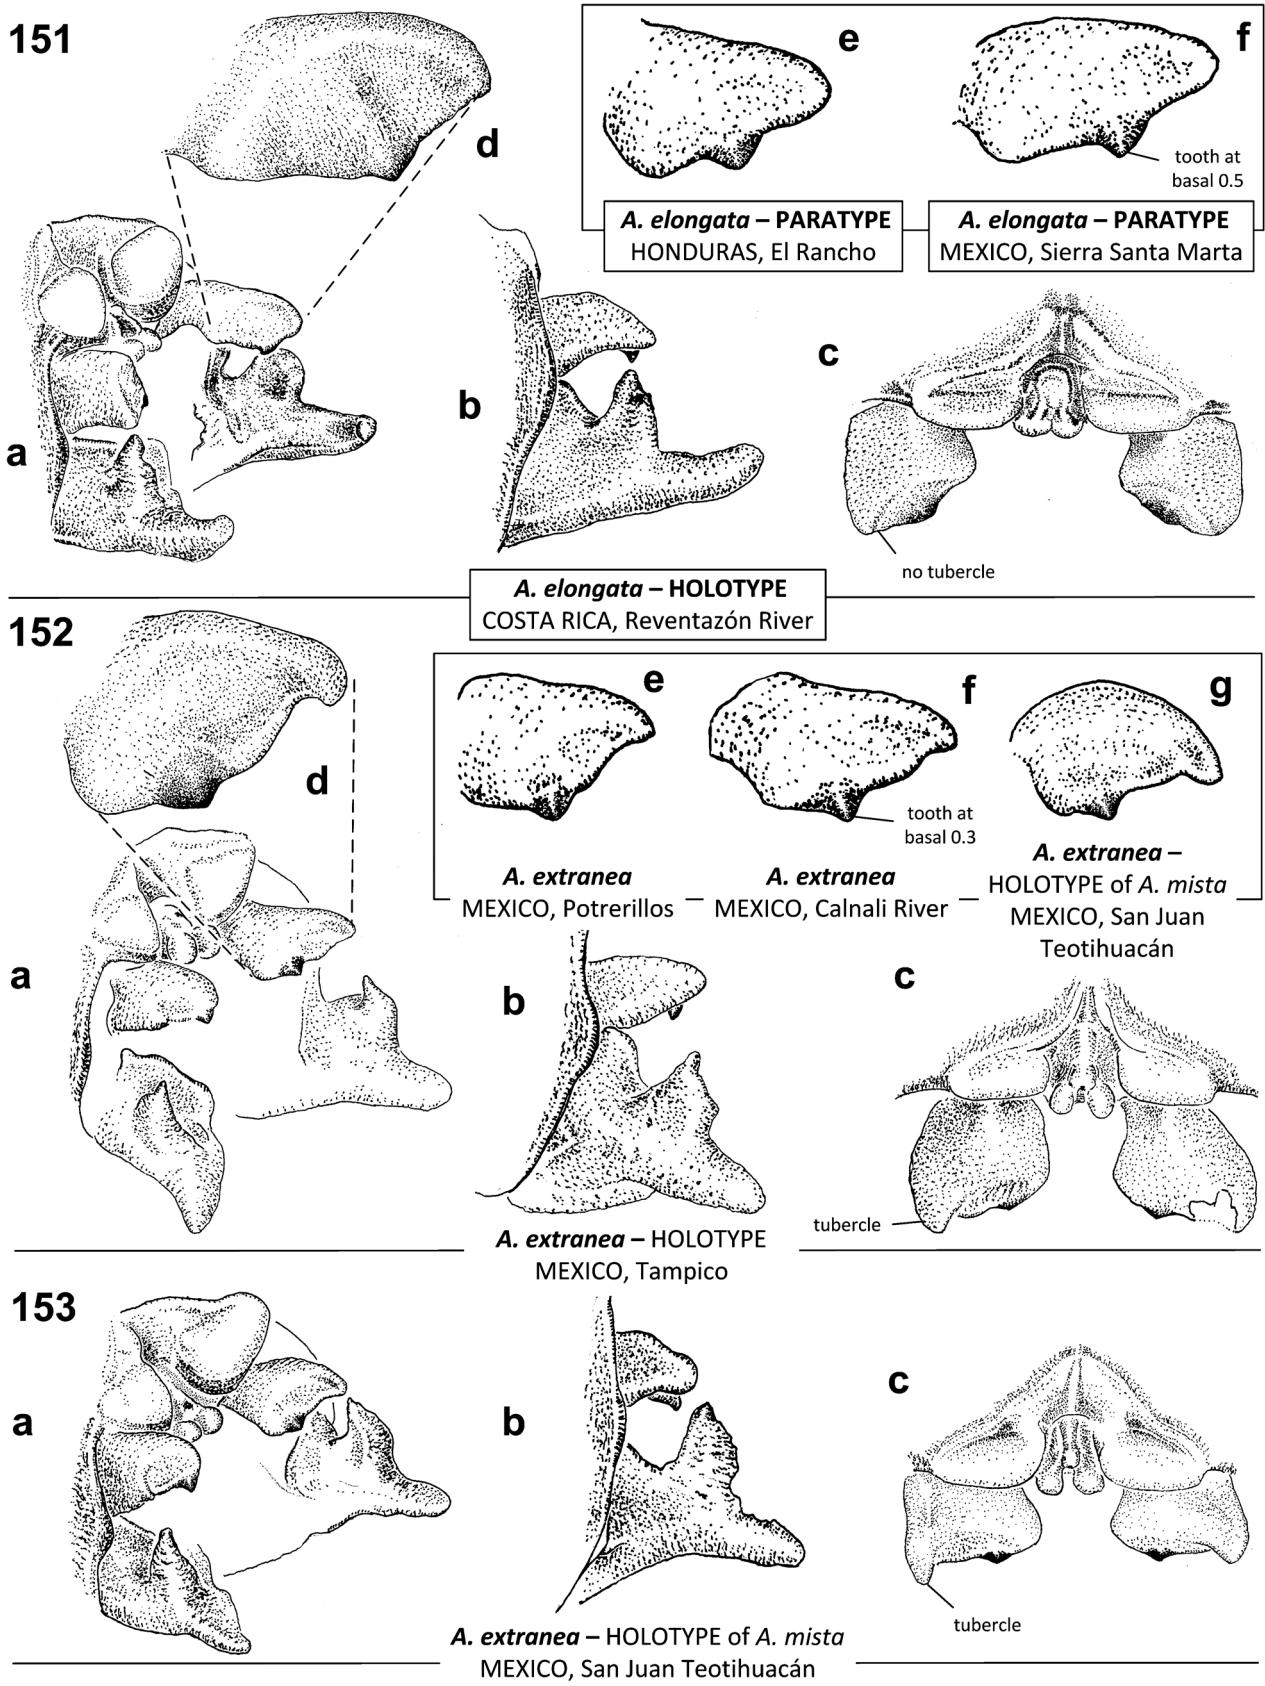 151
d
e
f
tooth at
basal 0.5
A. elongata – PARATYPE
HONDURAS, El Rancho
A. elongata – PARATYPE
MEXICO, Sierra Santa Marta
a
b
c
no tubercle
A. elongata – HOLOTYPE
COSTA RICA, Reventazón River
152
d
e
f
g
tooth at
basal 0.3
A. extranea
MEXICO, Potrerillos
A. extranea
MEXICO, Calnali River
A. extranea –
HOLOTYPE of A. mista
MEXICO, San Juan
Teotihuacán
a
b
c
tubercle
A. extranea – HOLOTYPE
MEXICO, Tampico
153
a
b
c
tubercle
A. extranea – HOLOTYPE of A. mista
MEXICO, San Juan Teotihuacán